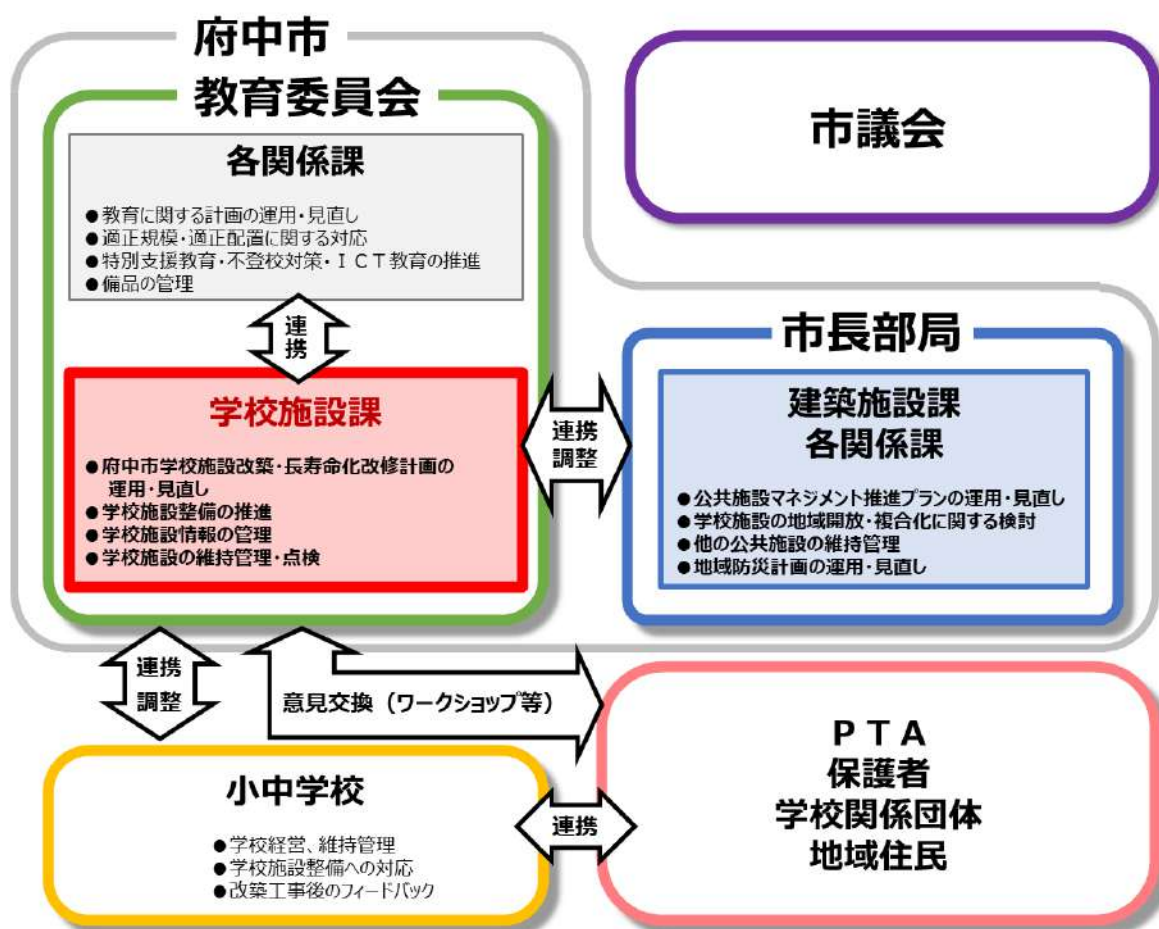 府中市
教育委員会
各関係課
●教育に関する計画の運用・見直し
●適正規模・適正配置に関する対応
●特別支援教育・不登校対策・ＩＣＴ教育の推進
●備品の管理
連
携
学校施設課
●府中市学校施設改築・長寿命化改修計画の
運用・見直し
●学校施設整備の推進
●学校施設情報の管理
●学校施設の維持管理・点検
連携
調整
市議会
市長部局
建築施設課
各関係課
●公共施設マネジメント推進プランの運用・見直し
●学校施設の地域開放・複合化に関する検討
●他の公共施設の維持管理
●地域防災計画の運用・見直し
連携
調整
意見交換（ワークショップ等）
小中学校
●学校経営、維持管理
●学校施設整備への対応
●改築工事後のフィードバック
連携
ＰＴＡ
保護者
学校関係団体
地域住民